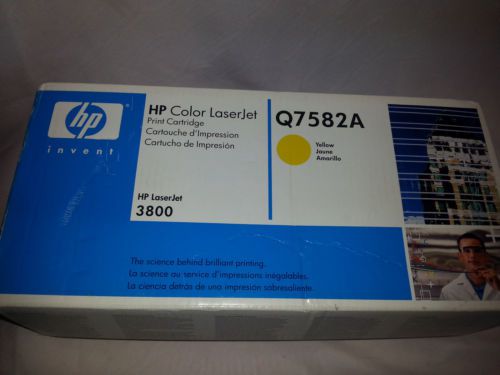 hp
invent
HP Color LaserJet
Print Cartridge
Cartouche d'Impression
Cartucho de Impresión
HP LaserJet
3800
Q7582A
Yellow
Jaune
Amarillo
The science behind brilliant printing.
La science au service d'impressions inégalables.
La ciencia detrás de una impresión sobresaliente.